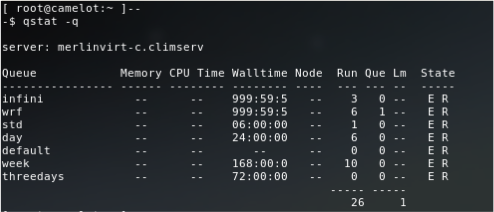 [ root@camelot:~ ]--
-$ qstat -q

server: merlinvirt-c.climserv

Queue            Memory CPU Time Walltime Node   Run Que Lm  State
---------------- ------ -------- -------- ----   --- --- --  -----
infini             --      --    999:59:5   --     3   0 --   E R
wrf                --      --    999:59:5   --     6   1 --   E R
std                --      --    06:00:00   --     1   0 --   E R
day                --      --    24:00:00   --     6   0 --   E R
default            --      --       --      --     0   0 --   E R
week               --      --    168:00:0   --    10   0 --   E R
threedays          --      --    72:00:00   --     0   0 --   E R
                                               ----- -----
                                                  26     1